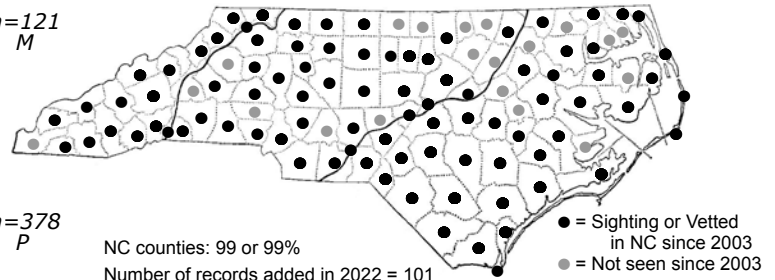 =121
M
=378
P
NC counties: 99 or 99%
Number of records added in 2022 = 101
= Sighting or Vetted
in NC since 2003
= Not seen since 2003